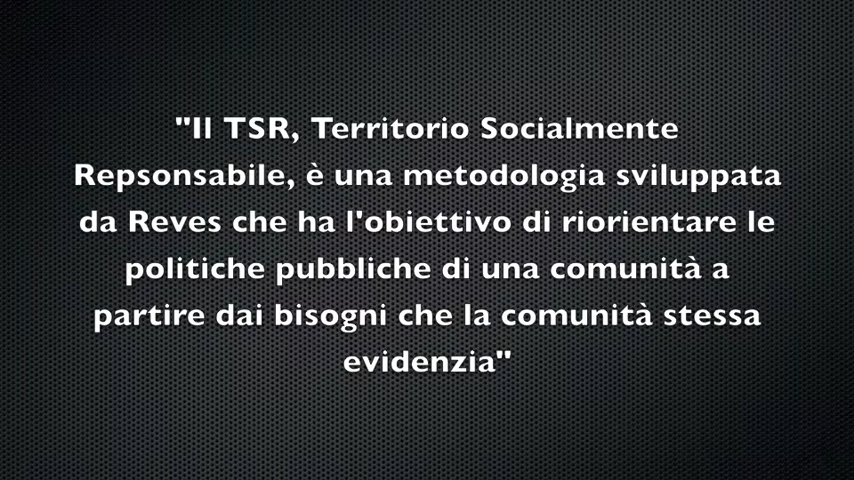 "Il TSR, Territorio Socialmente
Repsonsabile, è una metodologia sviluppata
da Reves che ha l'obiettivo di riorientare le
politiche pubbliche di una comunità a
partire dai bisogni che la comunità stessa
evidenzia"